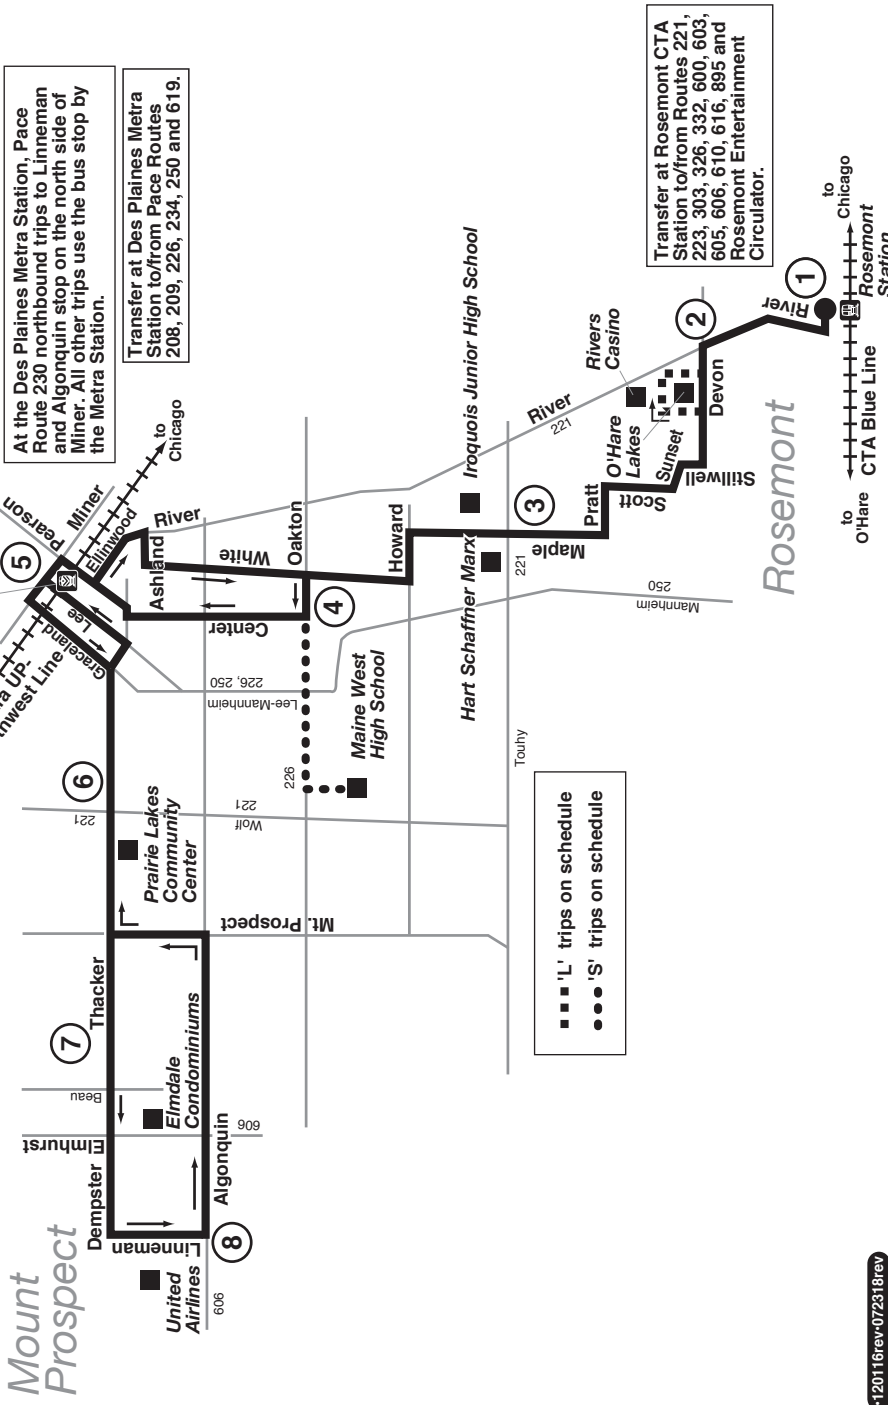 At the Des Plaines Metra Station, Pace
Route 230 northbound trips to Linneman
and Algonquin stop on the north side of
Miner. All other trips use the bus stop by
the Metra Station.
Transfer at Des Plaines Metra
Station to/from Pace Routes
208, 209, 226, 234, 250 and 619.
Transfer at Rosemont CTA
Station to/from Routes 221,
223, 303, 326, 332, 600, 603,
605, 606, 610, 616, 895 and
Rosemont Entertainment
Circulator.
Mount
Prospect
Rosemont
Pearson
Miner
Ellinwood
to
Chicago
5
Lee
Graceland
a UP-
thwest Line
River
Ashland
White
Oakton
Center
4
Howard
Iroquois Junior High School
Hart Schaffner Marx
3
Maple
221
River
221
Rivers
Casino
O'Hare
Lakes
Sunset
Pratt
Scott
Stillwell
Devon
2
River
1
to
Chicago
Rosemont
Station
CTA Blue Line
to
O'Hare
250
Mannheim
226, 250
Lee-Mannheim
Maine West
High School
226
Touhy
6
221
221
Wolf
Prairie Lakes
Community
Center
Mt. Prospect
Thacker
7
Beau
Elmdale
Condominiums
Elmhurst
606
Dempster
Algonquin
Linneman
8
United
Airlines
606
'L' trips on schedule
'S' trips on schedule
•120116rev•072318rev